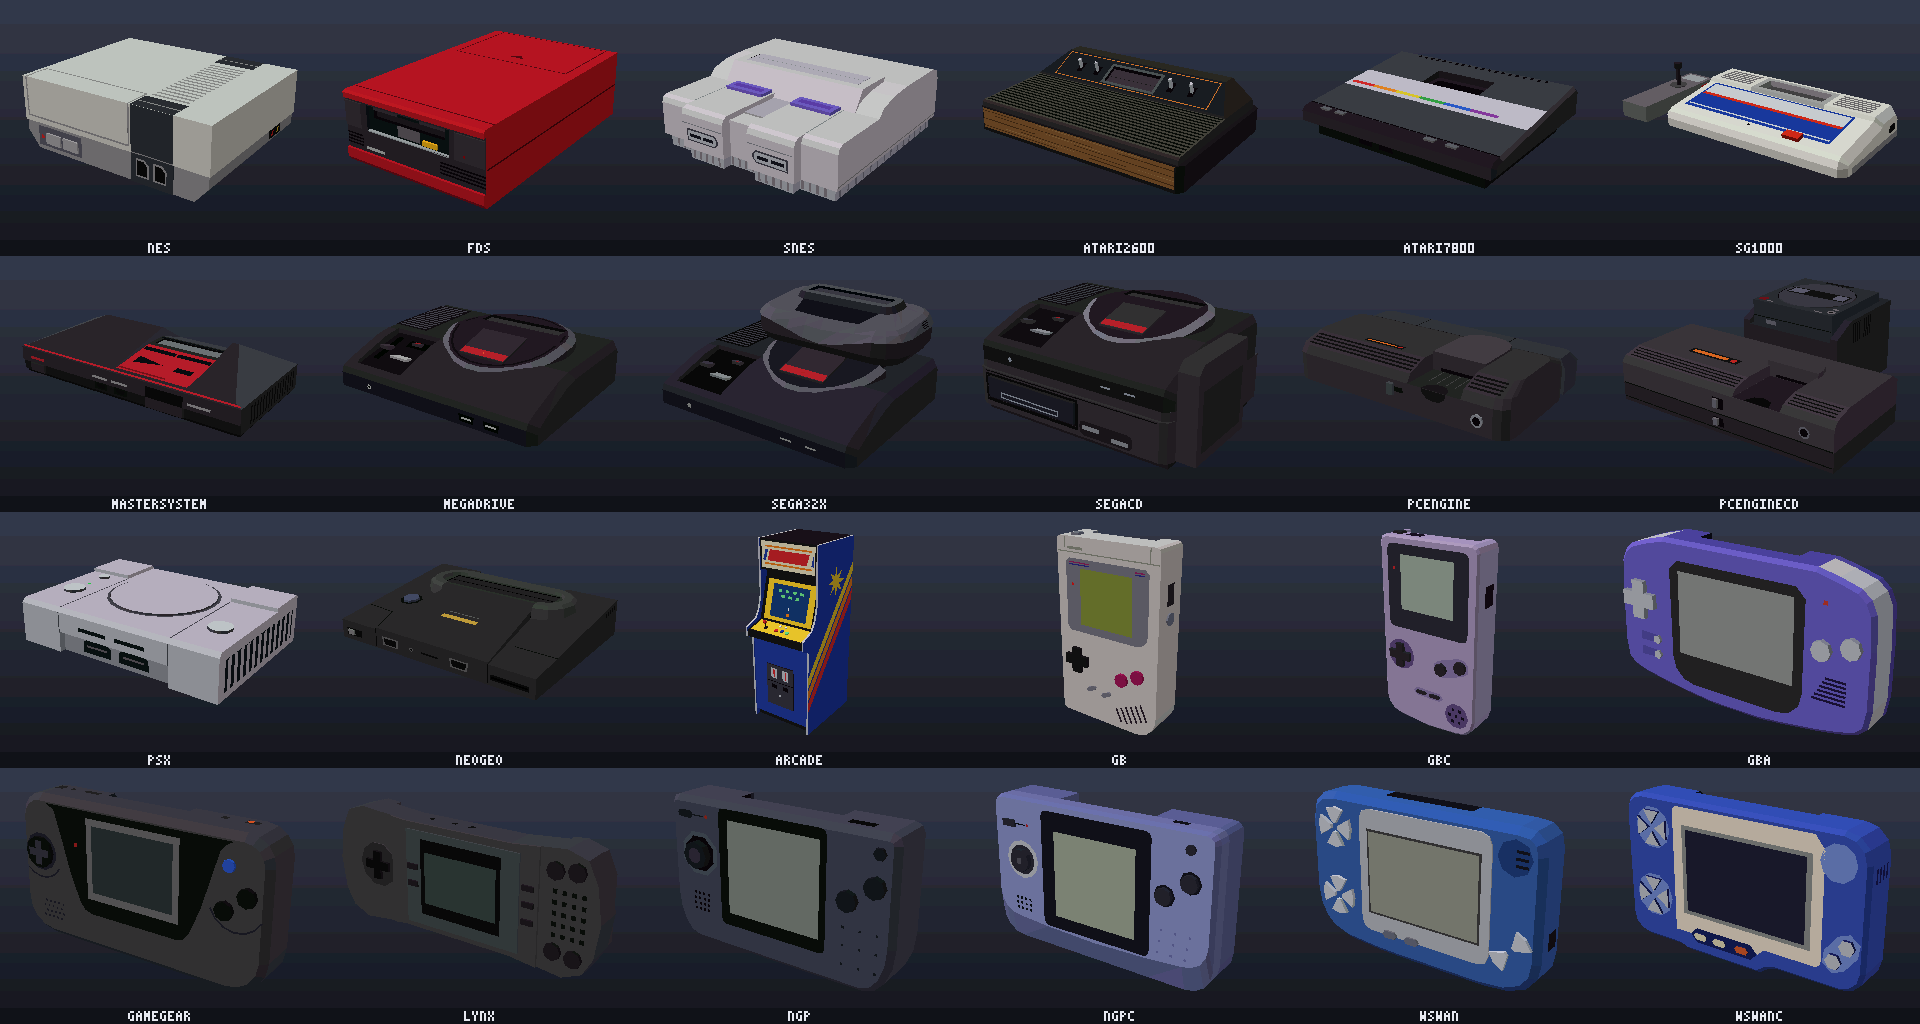 NES
FDS
SNES
ATARI2600
ATARI7800
SG1000
MASTERSYSTEM
MEGADRIVE
SEGA32X
SEGACD
PCENGINE
PCENGINECD
PSX
NEOGEO
ARCADE
GB
GBC
GBA
GAMEGEAR
LYNX
NGP
NGPC
WSWAN
WSWANC